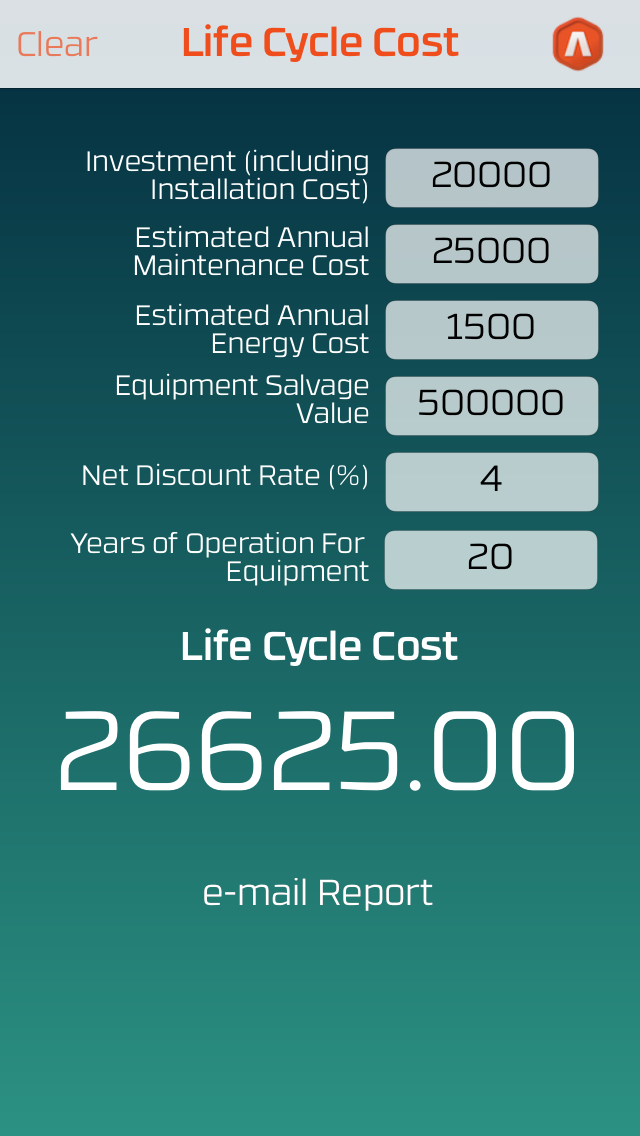 Clear Life Cycle Cost
Investment (including
Installation Cost) 20000
Estimated Annual
Maintenance Cost 25000
Estimated Annual
Energy Cost 1500
Equipment Salvage
Value 500000
Net Discount Rate (%) 4
Years of Operation For
Equipment 20
Life Cycle Cost
26625.00
e-mail Report